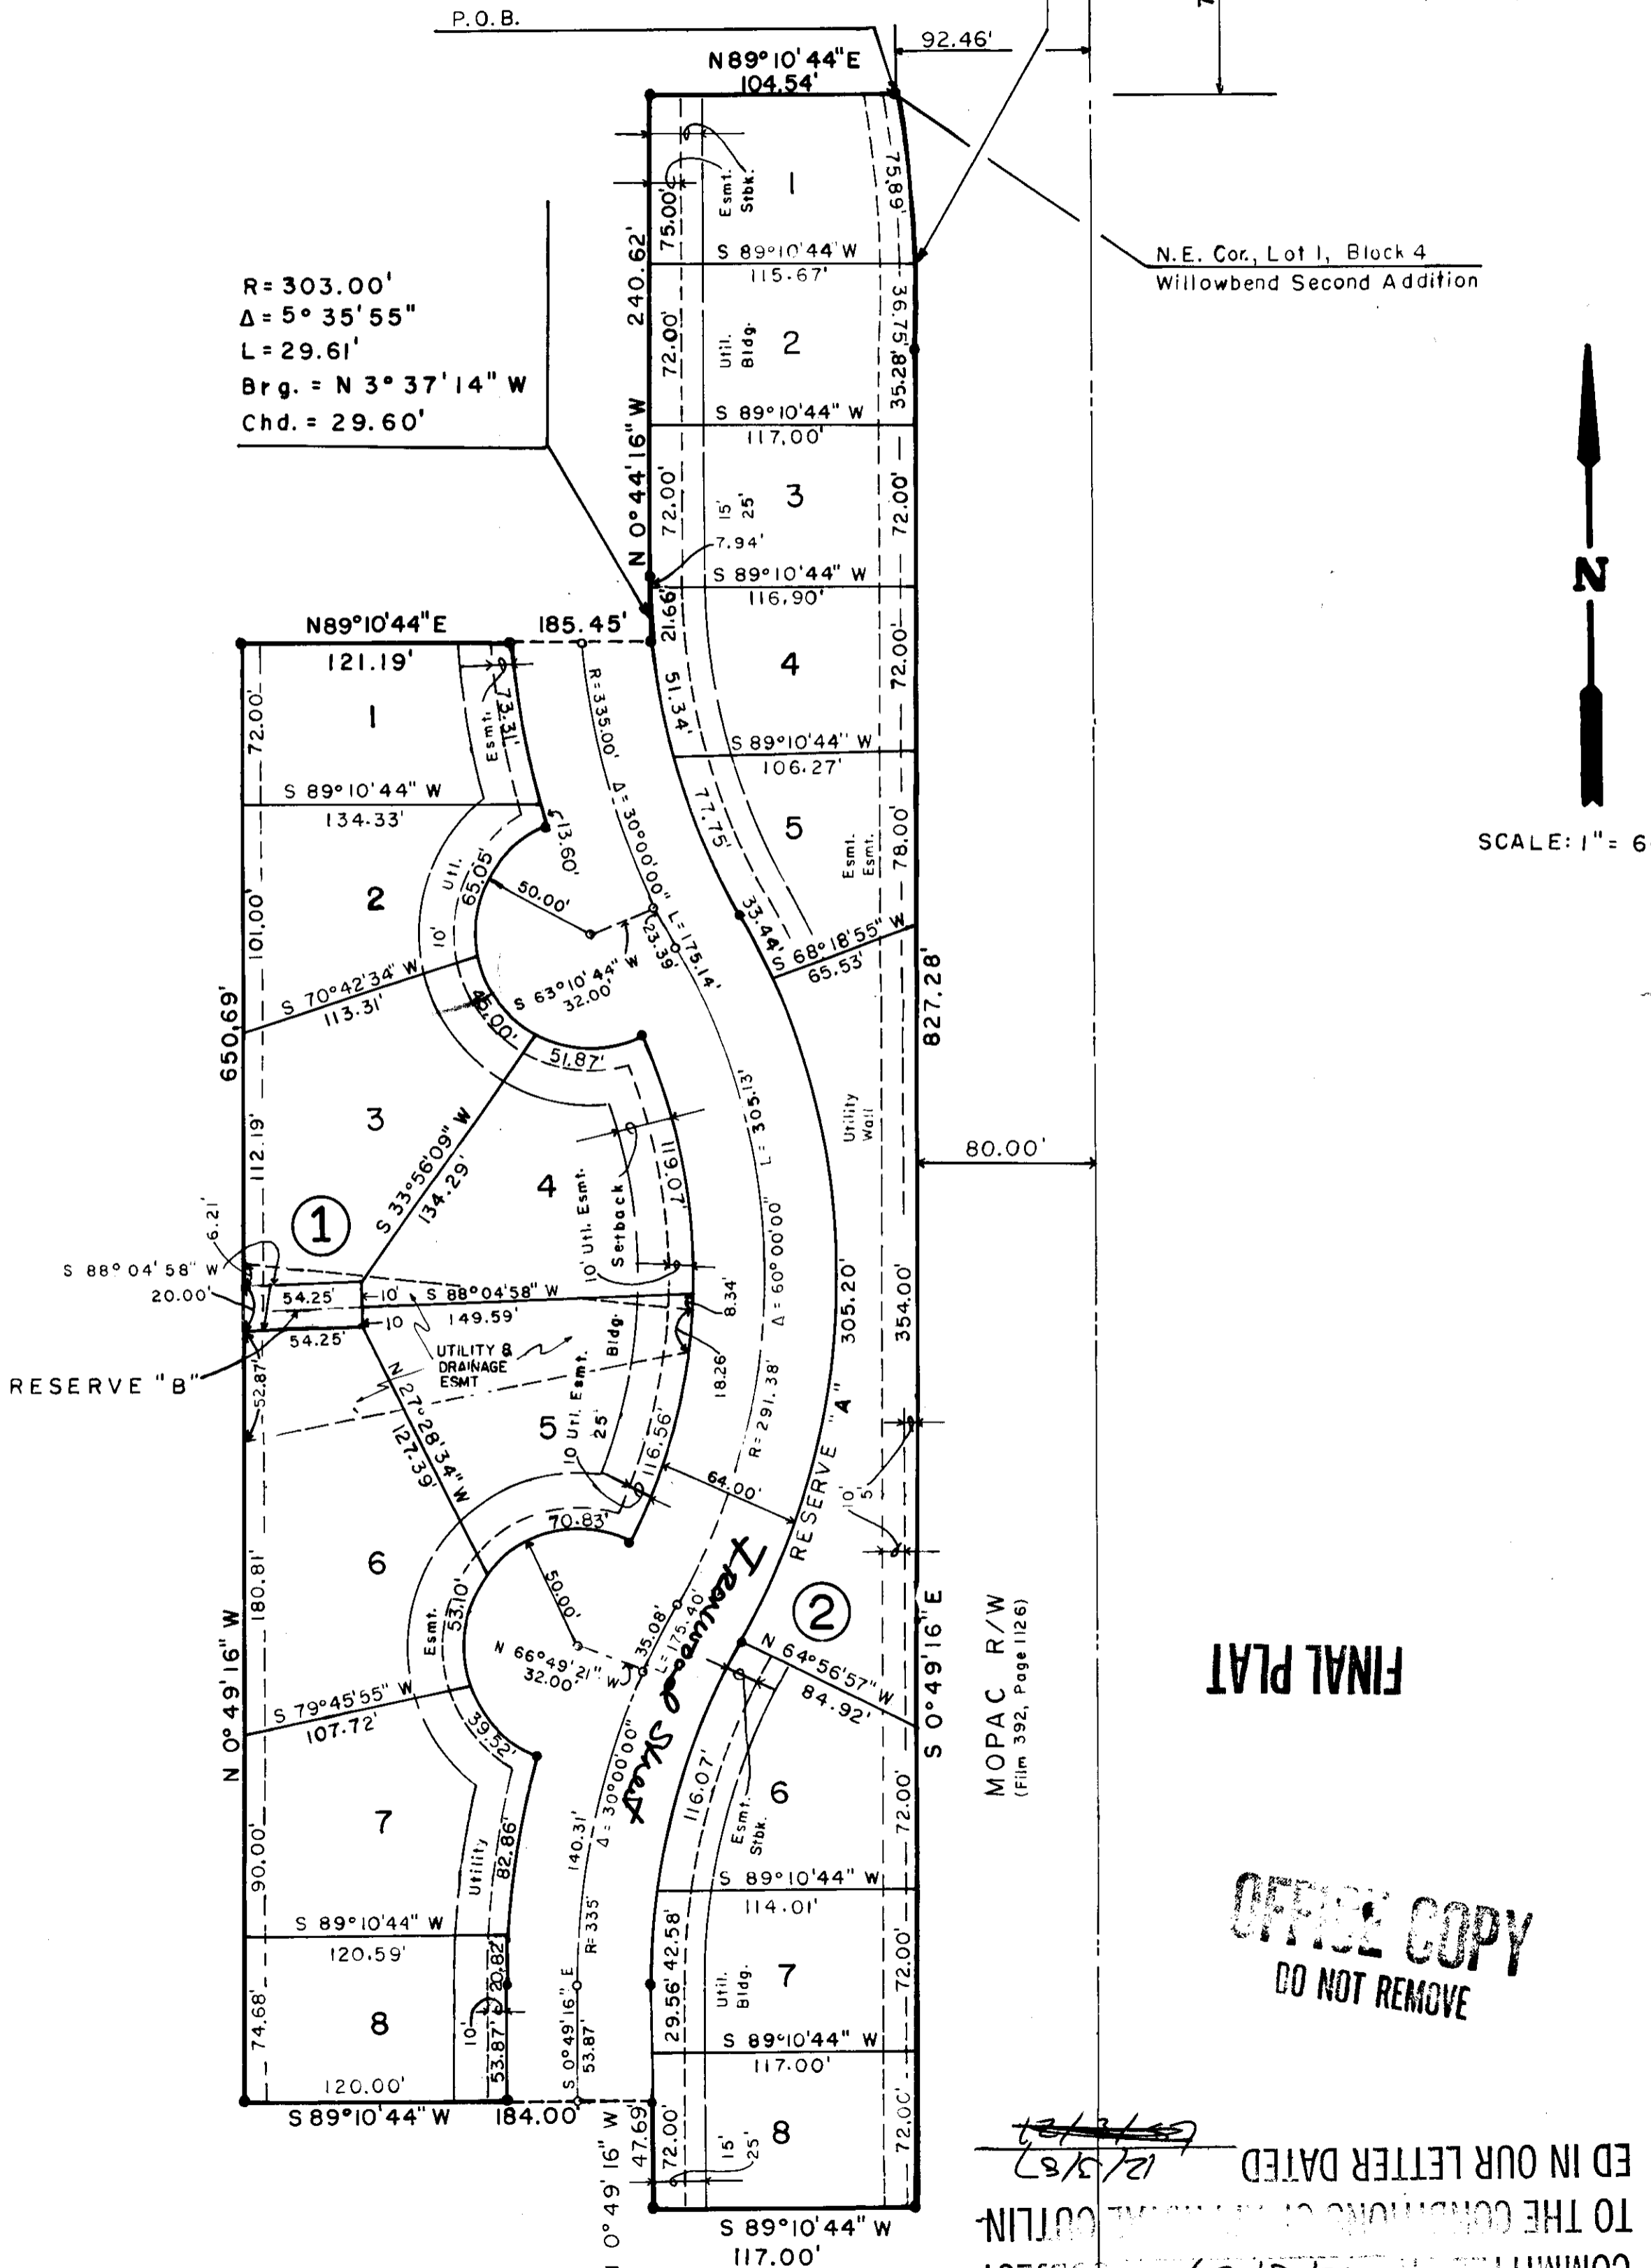 P.O.B.
92.46'
N89°10'44"E
104.54'
75.89'
1
Esmt.
Stbk.
75.00'
240.62'
S 89°10'44" W
115.67'
N.E. Cor., Lot 1, Block 4
Willowbend Second Addition
R = 303.00'
Δ = 5° 35'55"
L = 29.61'
Brg. = N 3° 37'14" W
Chd. = 29.60'
36.75'
35.28'
72.00'
Util.
Bldg.
2
S 89°10'44" W
117.00'
N 0°44'16" W
72.00'
15'
25'
3
72.00'
7.94'
S 89°10'44" W
116.90'
N
SCALE: 1" = 6
N89°10'44"E
185.45'
121.19'
21.66'
51.34'
4
72.00'
S 89°10'44" W
106.27'
72.00'
1
Esmt.
73.31'
R=335.00'
Δ=30°00'00"
L=175.14'
S 89°10'44" W
134.33'
13.60'
77.75'
5
Esmt.
Esmt.
78.00'
2
Utl.
65.05'
10'
101.00'
50.00'
23.39'
33.44'
S 68°18'55" W
65.53'
S 70°42'34" W
113.31'
S 63°10'44" W
32.00'
45.00'
51.87'
650.69'
827.28'
3
112.19'
S 33°56'09" W
134.29'
4
10' Utl. Esmt.
Setback
119.07'
L= 305.13'
Δ = 60°00'00"
R=291.38'
Utility
Wall
80.00'
1
6.21'
S 88° 04'58" W
20.00'
54.25'
10'
S 88°04'58" W
149.59'
8.34'
54.25'
10
UTILITY &
DRAINAGE
ESMT
Bldg.
18.26'
305.20'
354.00'
RESERVE "B"
52.87'
N 27°28'34" W
127.39'
5
10 Utl. Esmt.
25'
116.56'
64.00'
RESERVE "A"
10'
5'
70.83'
6
180.81'
Esmt.
53.10'
50.00'
N 66°49'21" W
32.00'
35.08'
L=175.40'
Ironwood Street
2
N 64°56'57" W
84.92'
S 0°49'16" E
MOPAC R/W
(Film 392, Page 1126)
FINAL PLAT
N 0°49'16" W
S 79°45'55" W
107.72'
39.52'
Δ = 30°00'00"
140.31'
R=335'
116.07'
Esmt.
Stbk.
6
72.00'
7
90.00'
Utility
82.86'
S 89°10'44" W
114.01'
OFFICE COPY
DO NOT REMOVE
S 89°10'44" W
120.59'
20.82'
42.58'
29.56'
Util.
Bldg.
7
72.00'
8
74.68'
10'
53.87'
S 0°49'16" E
53.87'
S 89°10'44" W
117.00'
120.00'
S 89°10'44" W
184.00'
0°49'16" W
47.69'
72.00'
15'
25'
8
72.00'
S 89°10'44" W
117.00'
12/3/87
ED IN OUR LETTER DATED
TO THE CONDITIONS OF APPROVAL OUTLIN-